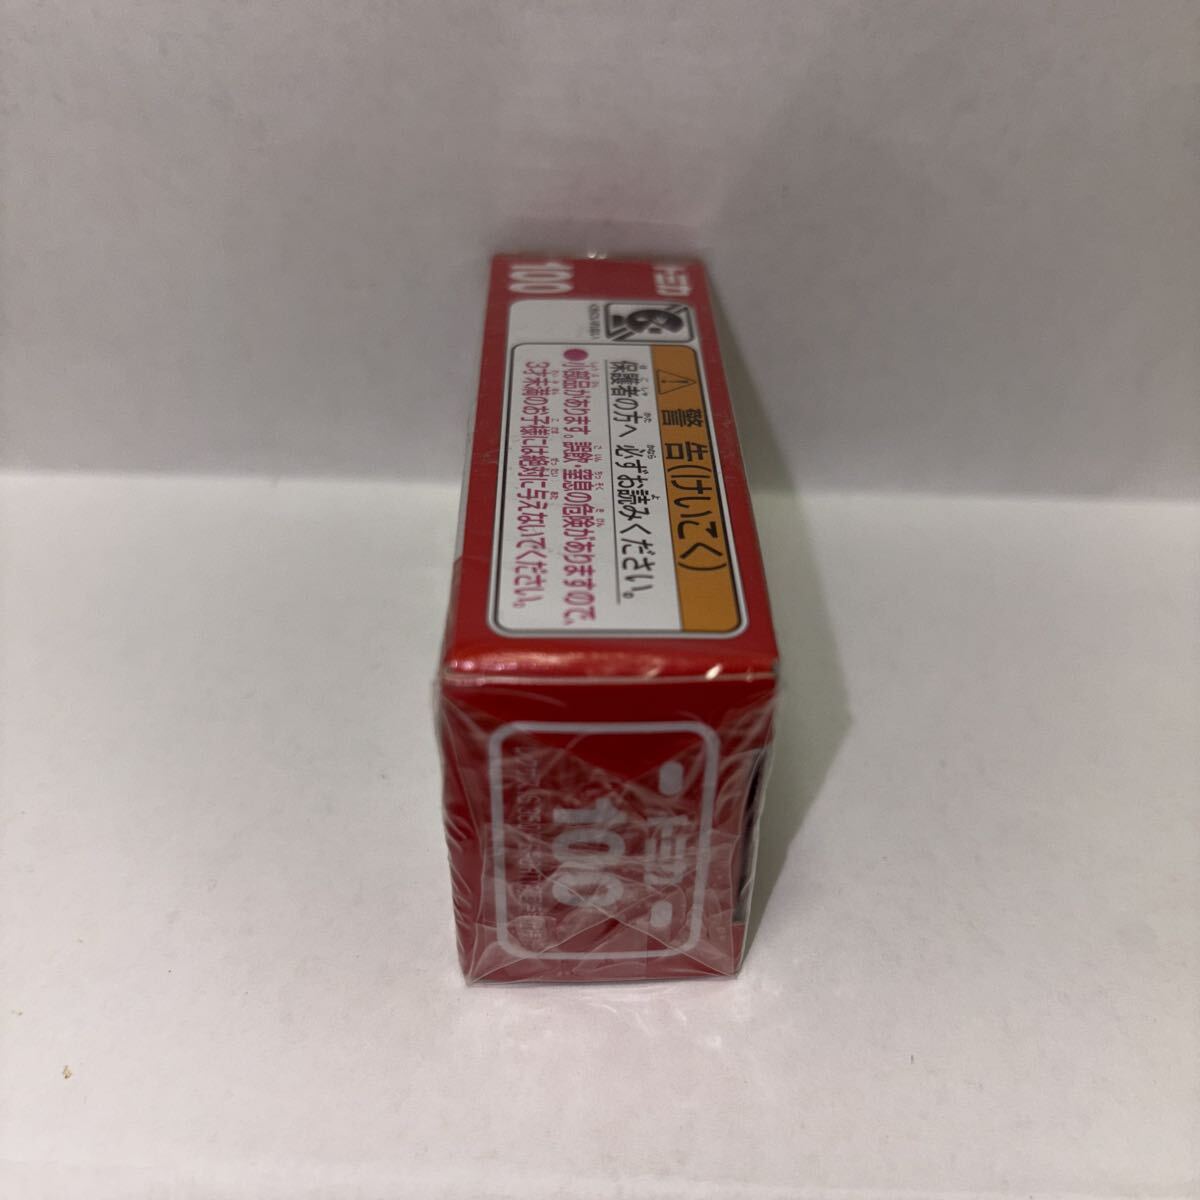 トミカ
100
警告(けいこく)
保護者の方へ 必ずお読みください。
●小部品があります。誤飲・窒息の危険がありますので、
3才未満のお子様には絶対に与えないでください。
トミカ
100